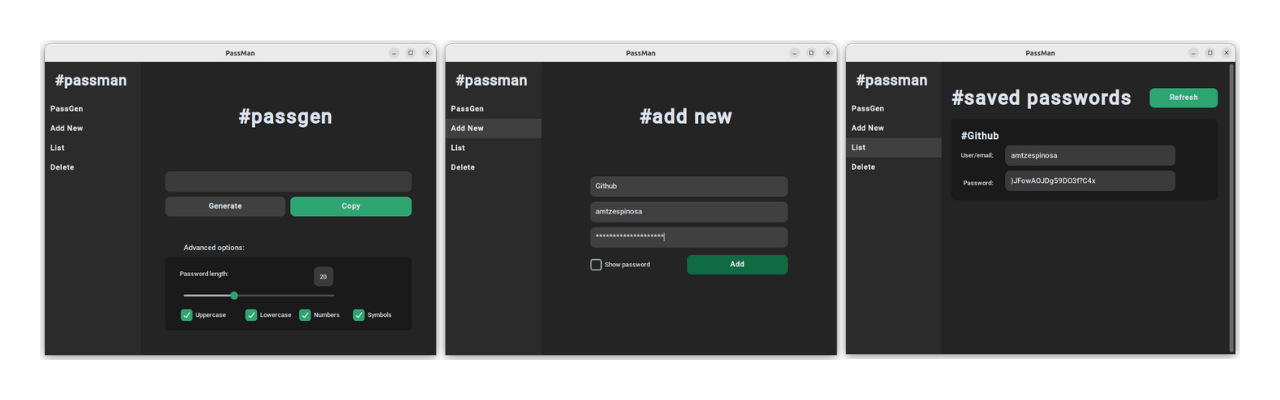 PassMan
#passman
PassGen
Add New
List
Delete
#passgen
Generate
Copy
Advanced options:
Password length:
20
Uppercase
Lowercase
Numbers
Symbols
PassMan
#passman
PassGen
Add New
List
Delete
#add new
Github
amtzespinosa
********************
Show password
Add
PassMan
#passman
PassGen
Add New
List
Delete
#saved passwords
Refresh
#Github
User/email:
amtzespinosa
Password:
)JFowAOJDg59DO3f?C4x